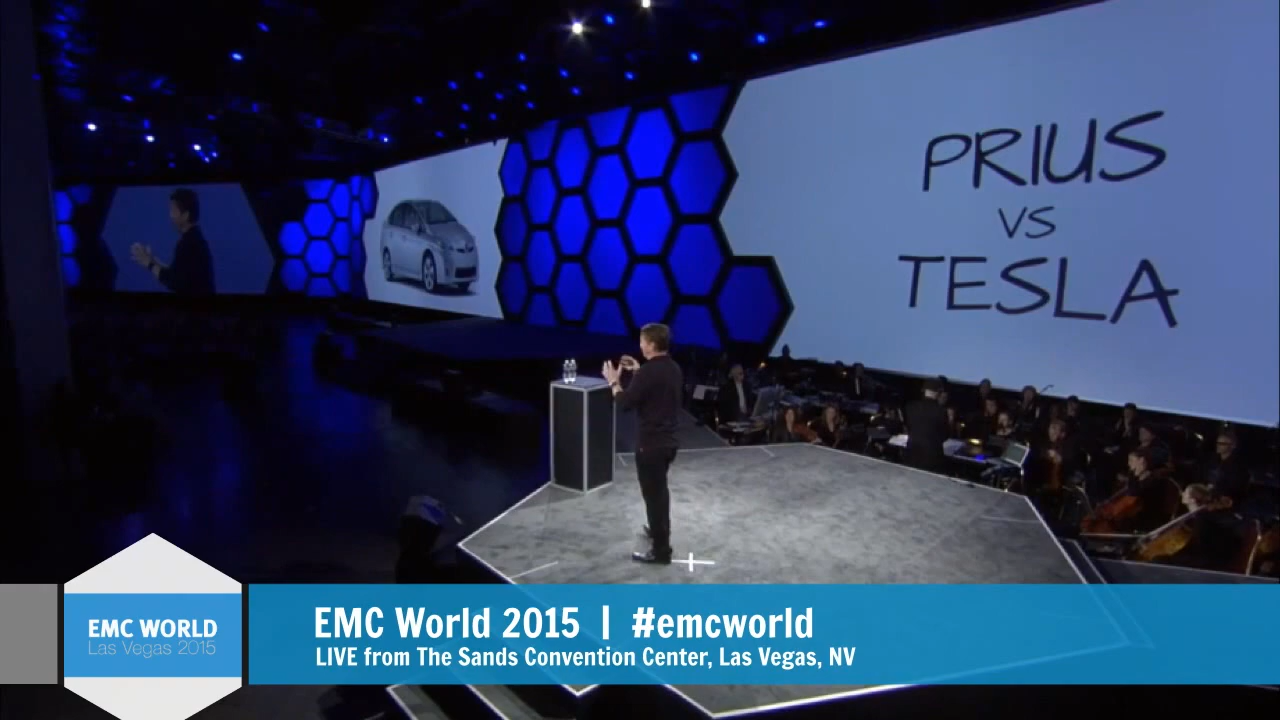 PRIUS
VS
TESLA
EMC WORLD
Las Vegas 2015
EMC World 2015 | #emcworld
LIVE from The Sands Convention Center, Las Vegas, NV